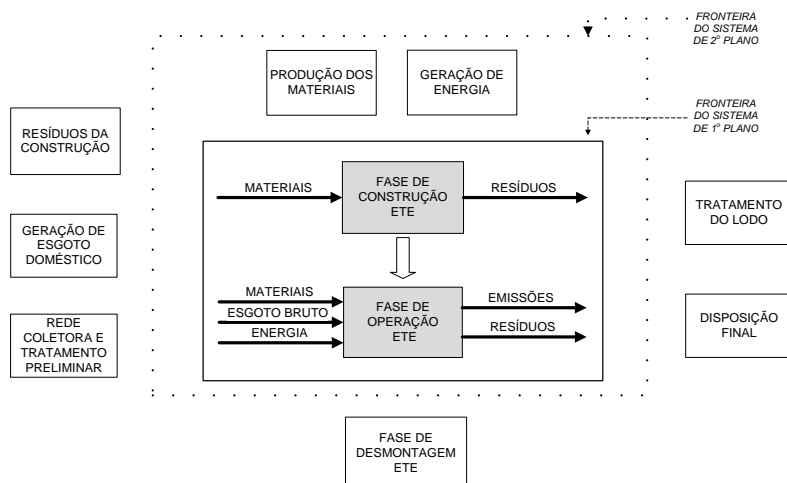 FRONTEIRA
DO SISTEMA
DE 2º PLANO
PRODUÇÃO DOS
MATERIAIS
GERAÇÃO DE
ENERGIA
FRONTEIRA
DO SISTEMA
DE 1º PLANO
RESÍDUOS DA
CONSTRUÇÃO
MATERIAIS
FASE DE
CONSTRUÇÃO
ETE
RESÍDUOS
TRATAMENTO
DO LODO
GERAÇÃO DE
ESGOTO
DOMÉSTICO
MATERIAIS
ESGOTO BRUTO
ENERGIA
FASE DE
OPERAÇÃO
ETE
EMISSÕES
RESÍDUOS
REDE
COLETORA E
TRATAMENTO
PRELIMINAR
DISPOSIÇÃO
FINAL
FASE DE
DESMONTAGEM
ETE